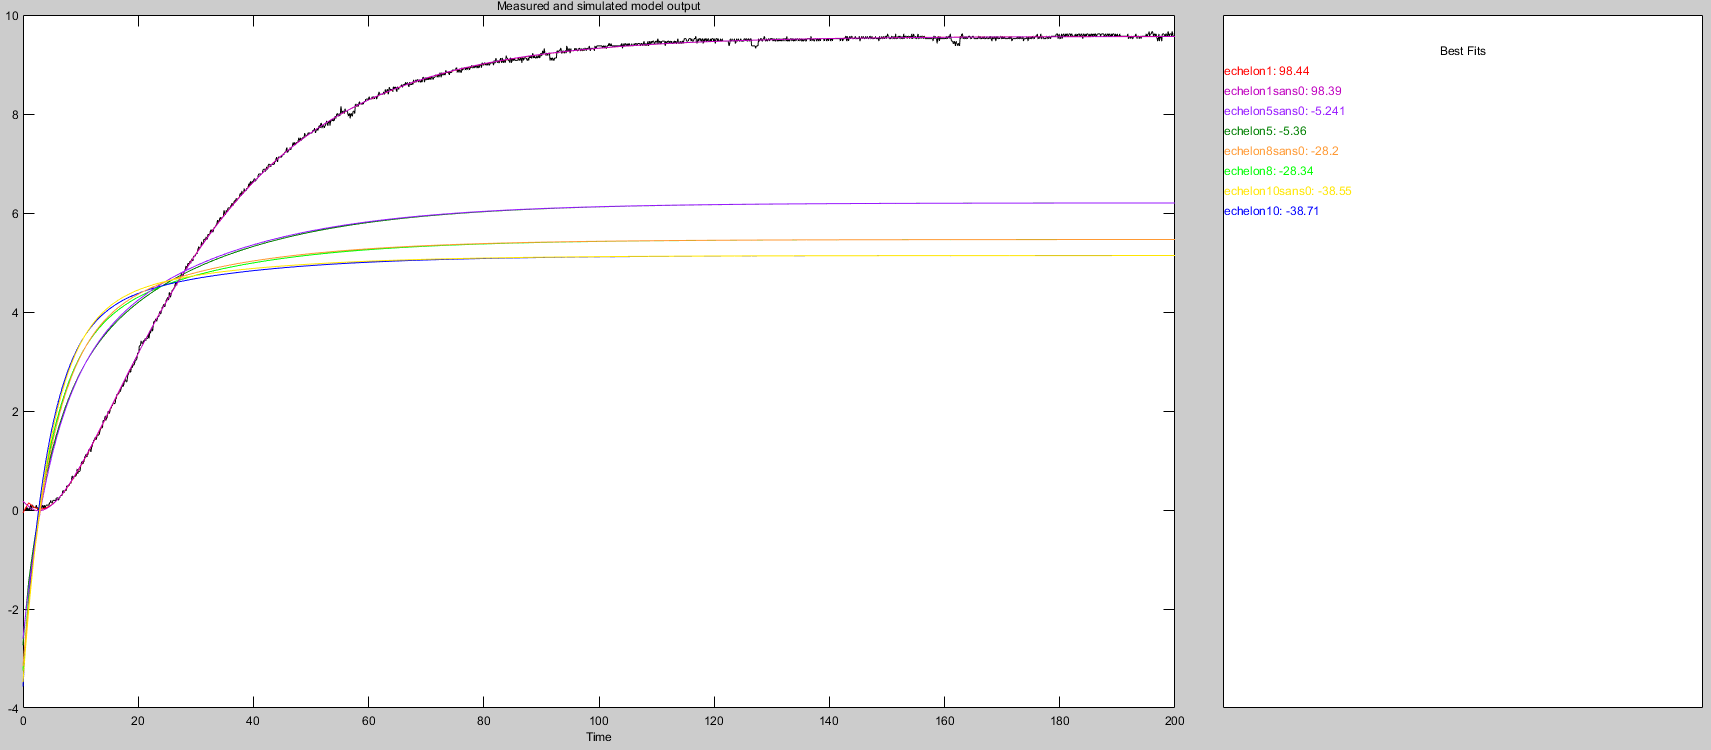 Measured and simulated model output
10
8
6
4
2
0
-2
-4
0 20 40 60 80 100 120 140 160 180 200
Time
Best Fits
echelon1: 98.44
echelon1sans0: 98.39
echelon5sans0: -5.241
echelon5: -5.36
echelon8sans0: -28.2
echelon8: -28.34
echelon10sans0: -38.55
echelon10: -38.71